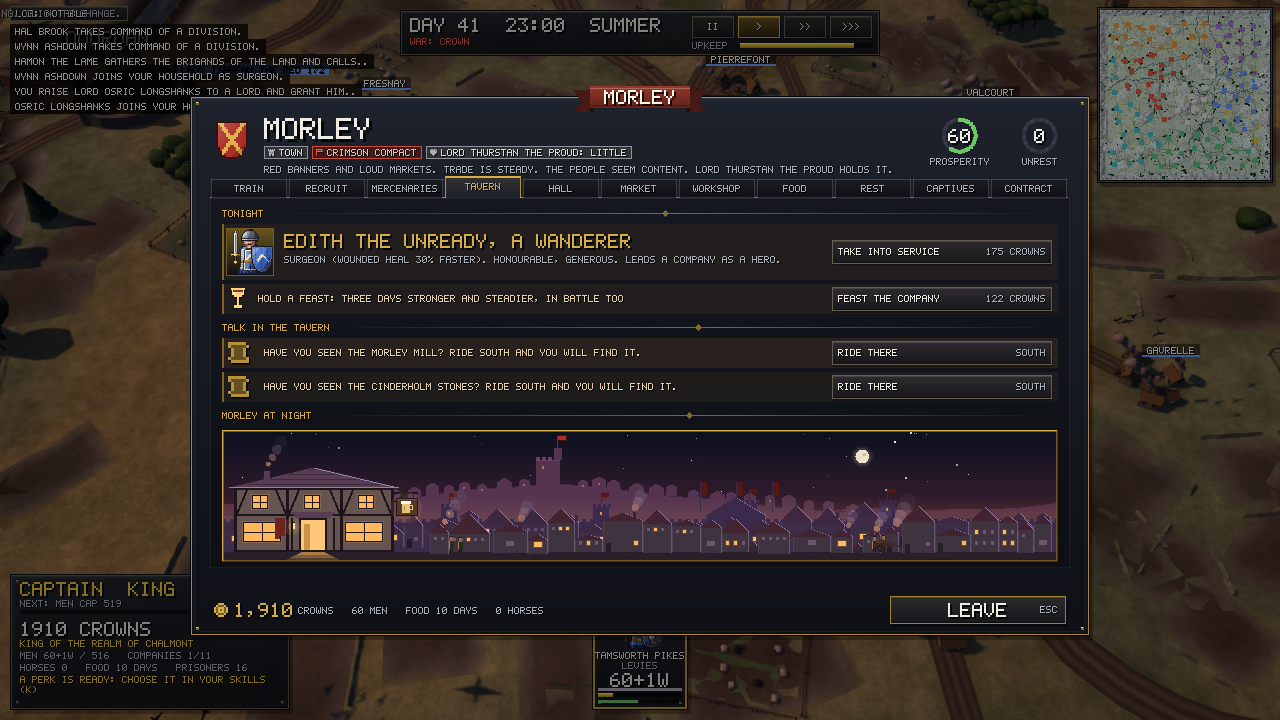 HAL BROOK TAKES COMMAND OF A DIVISION.
WYNN ASHDOWN TAKES COMMAND OF A DIVISION.
HAMON THE LAME GATHERS THE BRIGANDS OF THE LAND AND CALLS..
WYNN ASHDOWN JOINS YOUR HOUSEHOLD AS SURGEON.
YOU RAISE LORD OSRIC LONGSHANKS TO A LORD AND GRANT HIM..
OSRIC LONGSHANKS JOINS YOUR H
FRESNAY
DAY 41 23:00 SUMMER
WAR: CROWN
II > >> >>>
UPKEEP
PIERREFONT
VALCOURT
GAVRELLE
MORLEY
MORLEY
TOWN CRIMSON COMPACT LORD THURSTAN THE PROUD: LITTLE
RED BANNERS AND LOUD MARKETS. TRADE IS STEADY. THE PEOPLE SEEM CONTENT. LORD THURSTAN THE PROUD HOLDS IT.
60 0
PROSPERITY UNREST
TRAIN RECRUIT MERCENARIES TAVERN HALL MARKET WORKSHOP FOOD REST CAPTIVES CONTRACT
TONIGHT
EDITH THE UNREADY, A WANDERER
SURGEON (WOUNDED HEAL 30% FASTER). HONOURABLE, GENEROUS. LEADS A COMPANY AS A HERO.
TAKE INTO SERVICE 175 CROWNS
HOLD A FEAST: THREE DAYS STRONGER AND STEADIER, IN BATTLE TOO
FEAST THE COMPANY 122 CROWNS
TALK IN THE TAVERN
HAVE YOU SEEN THE MORLEY MILL? RIDE SOUTH AND YOU WILL FIND IT.
RIDE THERE SOUTH
HAVE YOU SEEN THE CINDERHOLM STONES? RIDE SOUTH AND YOU WILL FIND IT.
RIDE THERE SOUTH
MORLEY AT NIGHT
1,910 CROWNS 60 MEN FOOD 10 DAYS 0 HORSES
LEAVE ESC
CAPTAIN KING
NEXT: MEN CAP 519
1910 CROWNS
KING OF THE REALM OF CHALMONT
MEN 60+1W / 516 COMPANIES 1/11
HORSES 0 FOOD 10 DAYS PRISONERS 16
A PERK IS READY: CHOOSE IT IN YOUR SKILLS
(K)
TAMSWORTH PIKES
LEVIES
60+1W